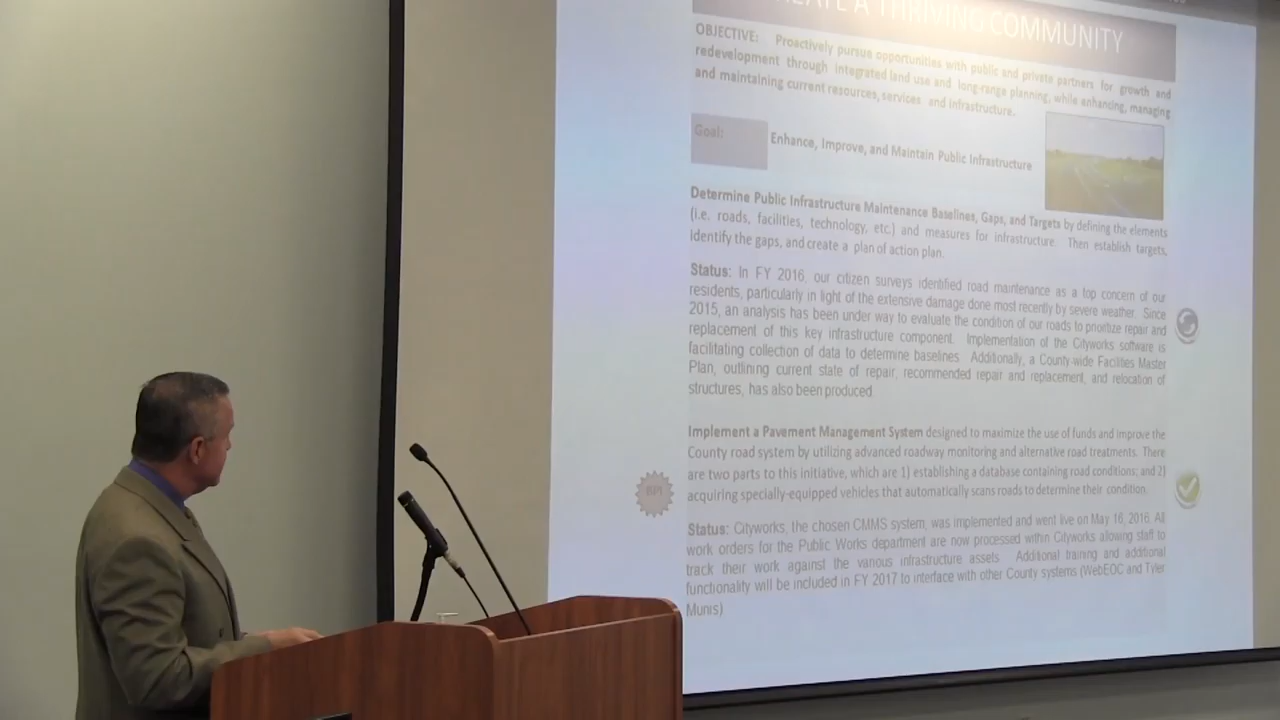 A THRIVING COMMUNITY
OBJECTIVE: Proactively pursue opportunities with public and private partners for growth and
redevelopment through integrated land use and long-range planning, while enhancing, managing
and maintaining current resources, services and infrastructure.
Goal:
Enhance, Improve, and Maintain Public Infrastructure
Determine Public Infrastructure Maintenance Baselines, Gaps, and Targets by defining the elements
(i.e. roads, facilities, technology, etc.) and measures for infrastructure. Then establish targets,
identify the gaps, and create a plan of action plan.
Status: In FY 2016, our citizen surveys identified road maintenance as a top concern of our
residents, particularly in light of the extensive damage done most recently by severe weather. Since
2015, an analysis has been under way to evaluate the condition of our roads to prioritize repair and
replacement of this key infrastructure component. Implementation of the Cityworks software is
facilitating collection of data to determine baselines. Additionally, a County-wide Facilities Master
Plan, outlining current state of repair, recommended repair and replacement, and relocation of
structures, has also been produced.
Implement a Pavement Management System designed to maximize the use of funds and improve the
County road system by utilizing advanced roadway monitoring and alternative road treatments. There
are two parts to this initiative, which are 1) establishing a database containing road conditions; and 2)
acquiring specially-equipped vehicles that automatically scans roads to determine their condition.
Status: Cityworks, the chosen CMMS system, was implemented and went live on May 16, 2016. All
work orders for the Public Works department are now processed within Cityworks allowing staff to
track their work against the various infrastructure assets. Additional training and additional
functionality will be included in FY 2017 to interface with other County systems (WebEOC and Tyler
Munis)